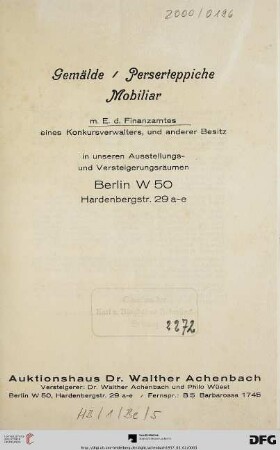 2000/0186
Gemälde / Perserteppiche
Mobiliar
m. E. d. Finanzamtes
eines Konkursverwalters, und anderer Besitz
in unseren Ausstellungs-
und Versteigerungsräumen
Berlin W 50
Hardenbergstr. 29 a-e
2272
Auktionshaus Dr. Walther Achenbach
Versteigerer: Dr. Walther Achenbach und Philo Wüest
Berlin W 50, Hardenbergstr. 29 a-e / Fernspr.: B 5 Barbarossa 1745
DFG